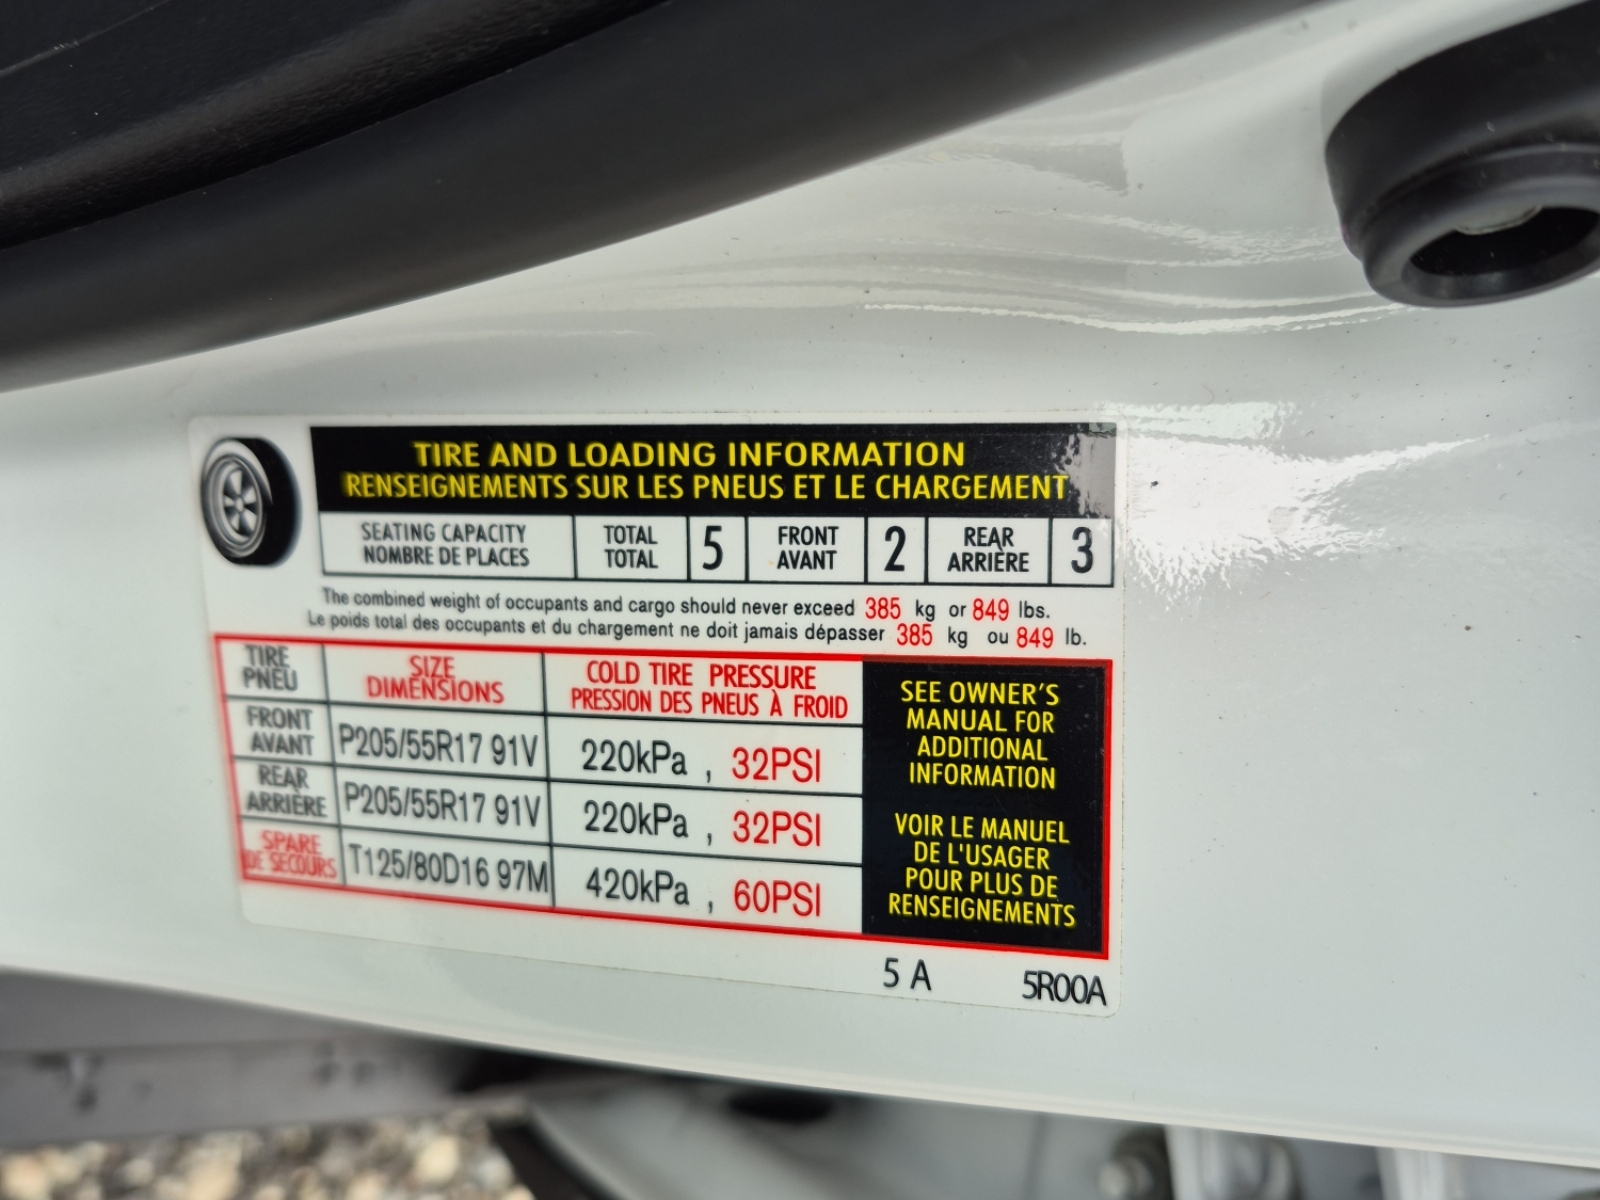 TIRE AND LOADING INFORMATION
RENSEIGNEMENTS SUR LES PNEUS ET LE CHARGEMENT
SEATING CAPACITY TOTAL 5 FRONT 2 REAR 3
NOMBRE DE PLACES TOTAL AVANT ARRIÈRE
The combined weight of occupants and cargo should never exceed 385 kg or 849 lbs.
Le poids total des occupants et du chargement ne doit jamais dépasser 385 kg ou 849 lb.
TIRE SIZE COLD TIRE PRESSURE
PNEU DIMENSIONS PRESSION DES PNEUS À FROID
FRONT
AVANT P205/55R17 91V 220kPa , 32PSI
REAR
ARRIÈRE P205/55R17 91V 220kPa , 32PSI
SPARE
DE SECOURS T125/80D16 97M 420kPa , 60PSI
SEE OWNER'S
MANUAL FOR
ADDITIONAL
INFORMATION
VOIR LE MANUEL
DE L'USAGER
POUR PLUS DE
RENSEIGNEMENTS
5 A 5R00A